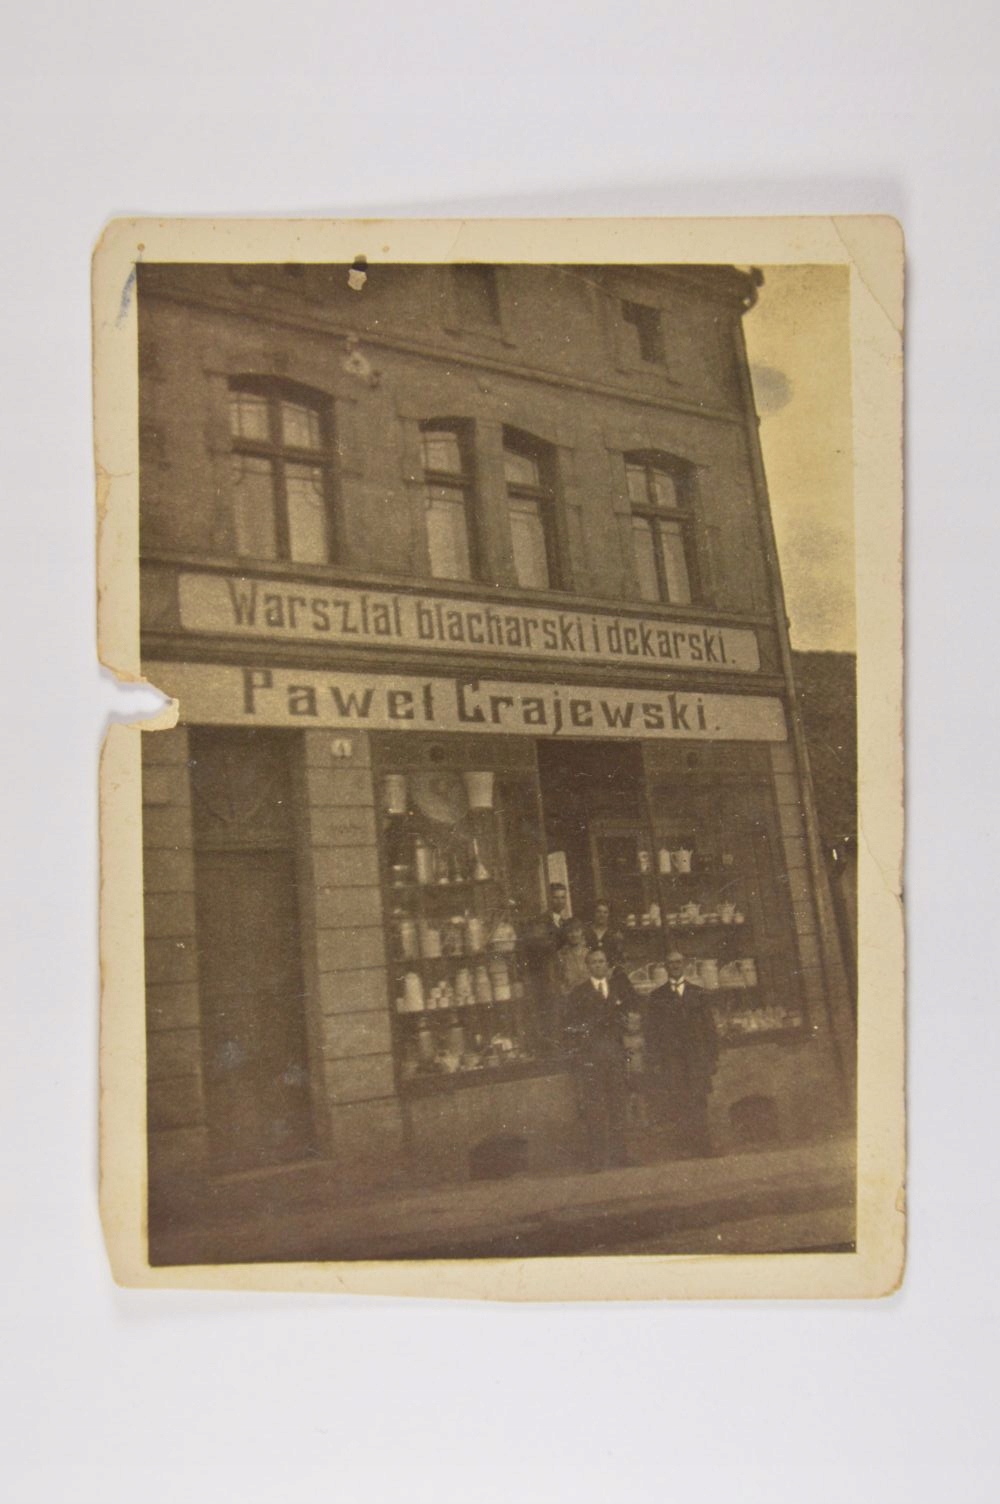 Warsztat blacharski i dekarski.
Paweł Grajewski.